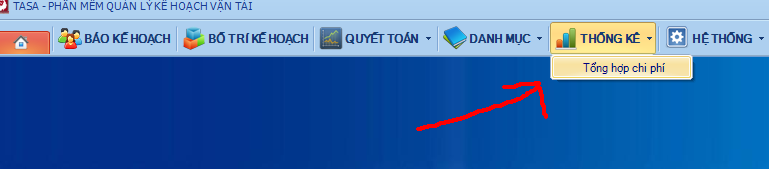 TASA - PHẦN MỀM QUẢN LÝ KẾ HOẠCH VẬN TẢI
BÁO KẾ HOẠCH BỐ TRÍ KẾ HOẠCH QUYẾT TOÁN DANH MỤC THỐNG KÊ HỆ THỐNG
Tổng hợp chi phí